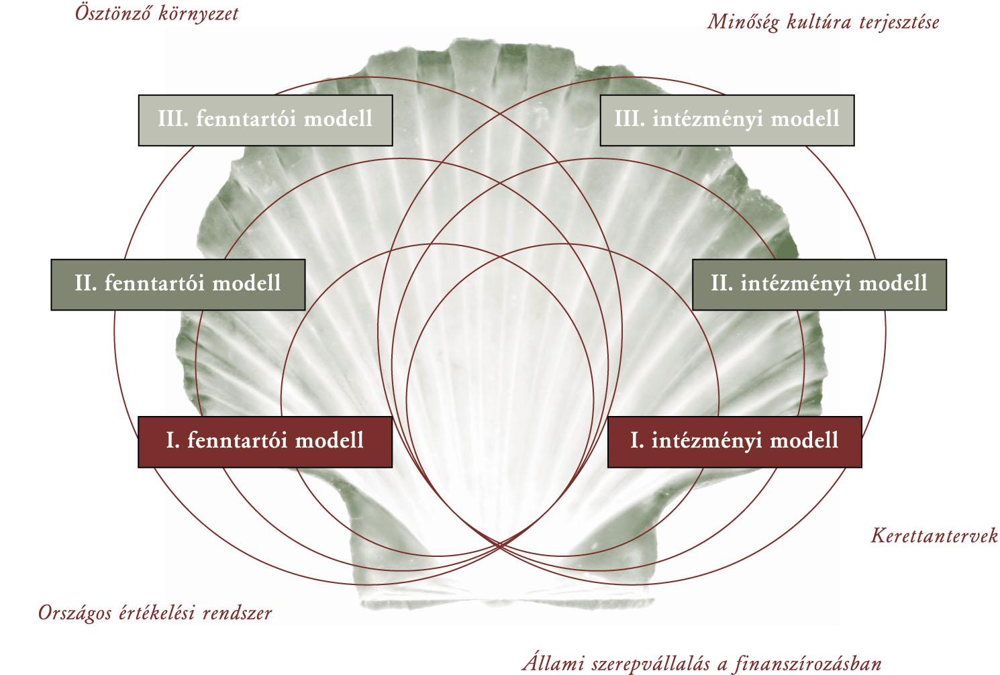 Ösztönző környezet
Minőség kultúra terjesztése
III. fenntartói modell
III. intézményi modell
II. fenntartói modell
II. intézményi modell
I. fenntartói modell
I. intézményi modell
Kerettantervek
Országos értékelési rendszer
Állami szerepvállalás a finanszírozásban